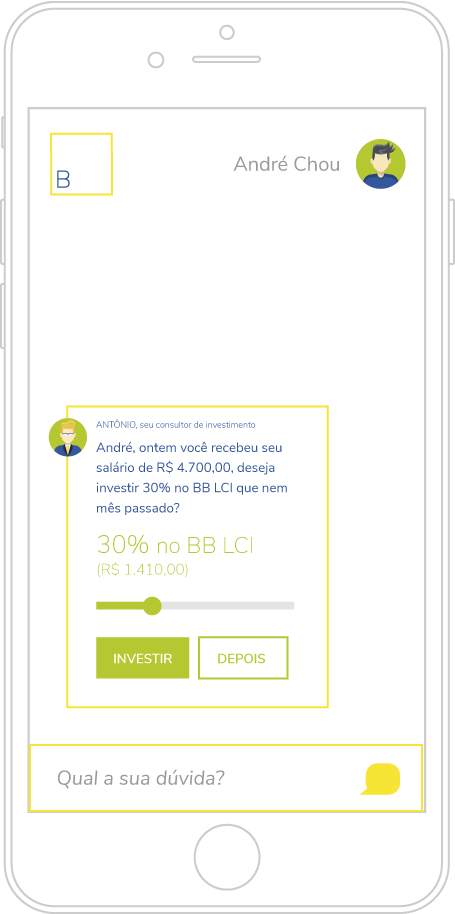 B
André Chou
ANTÔNIO, seu consultor de investimento
André, ontem você recebeu seu
salário de R$ 4.700,00, deseja
investir 30% no BB LCI que nem
mês passado?
30% no BB LCI
(R$ 1.410,00)
INVESTIR
DEPOIS
Qual a sua dúvida?